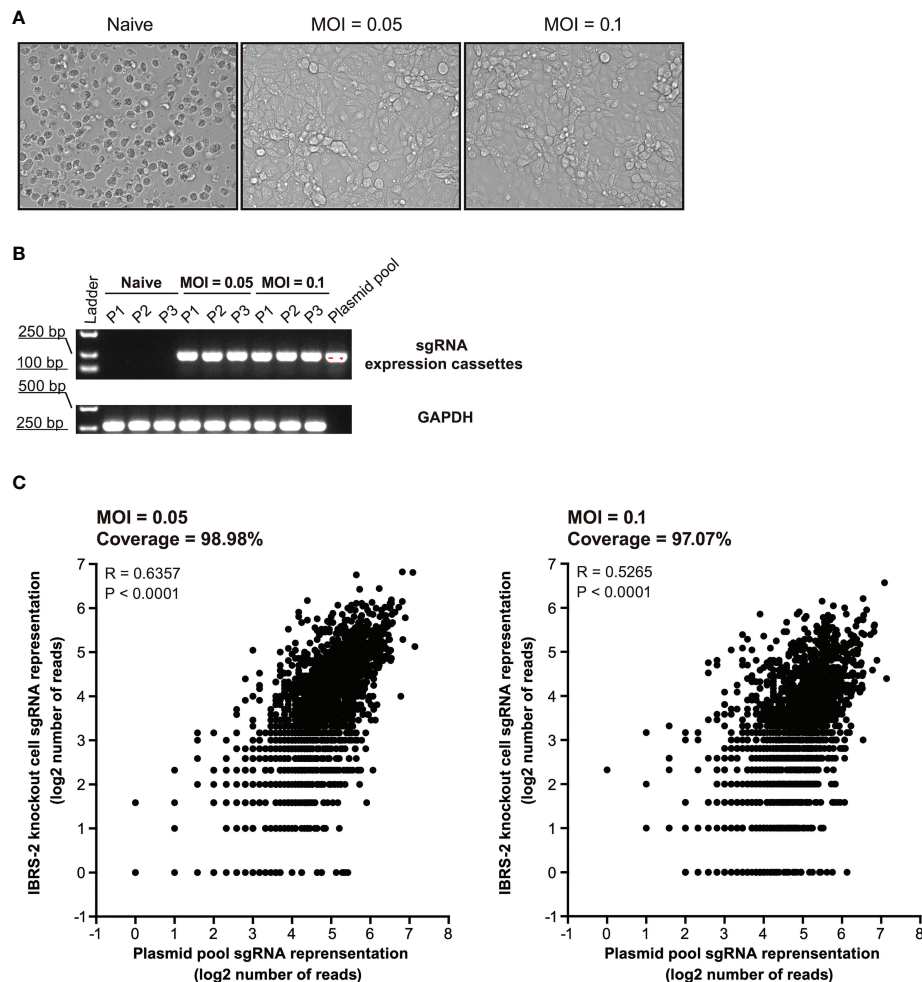 A
Naive
MOI = 0.05
MOI = 0.1
B
Ladder
Naive
MOI = 0.05
MOI = 0.1
Plasmid pool
P1
P2
P3
P1
P2
P3
P1
P2
P3
250 bp
100 bp
sgRNA
expression cassettes
500 bp
250 bp
GAPDH
C
MOI = 0.05
Coverage = 98.98%
R = 0.6357
P < 0.0001
IBRS-2 knockout cell sgRNA representation
(log2 number of reads)
7
6
5
4
3
2
1
0
-1
-1 0 1 2 3 4 5 6 7 8
Plasmid pool sgRNA reprensentation
(log2 number of reads)
MOI = 0.1
Coverage = 97.07%
R = 0.5265
P < 0.0001
IBRS-2 knockout cell sgRNA representation
(log2 number of reads)
7
6
5
4
3
2
1
0
-1
-1 0 1 2 3 4 5 6 7 8
Plasmid pool sgRNA reprensentation
(log2 number of reads)